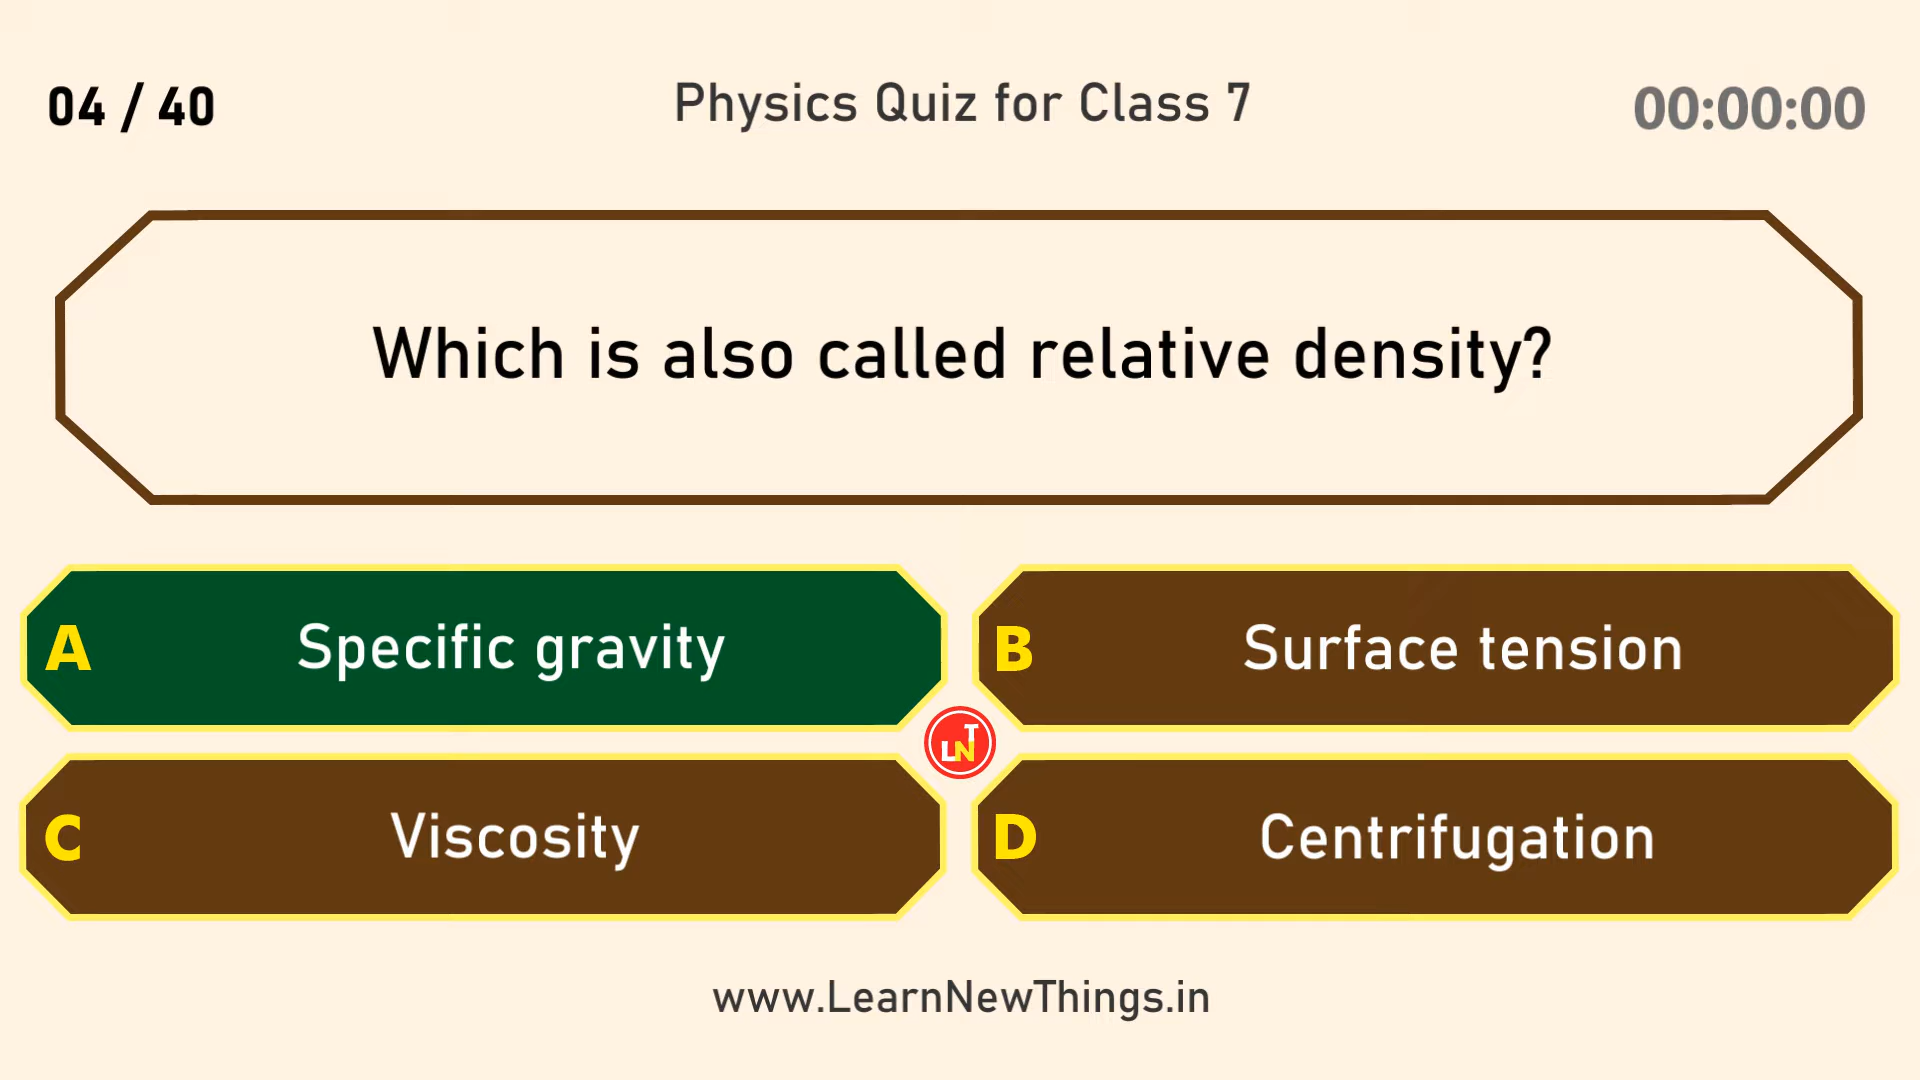 04 / 40
Physics Quiz for Class 7
00:00:00
Which is also called relative density?
A Specific gravity
B Surface tension
LNT
C Viscosity
D Centrifugation
www.LearnNewThings.in